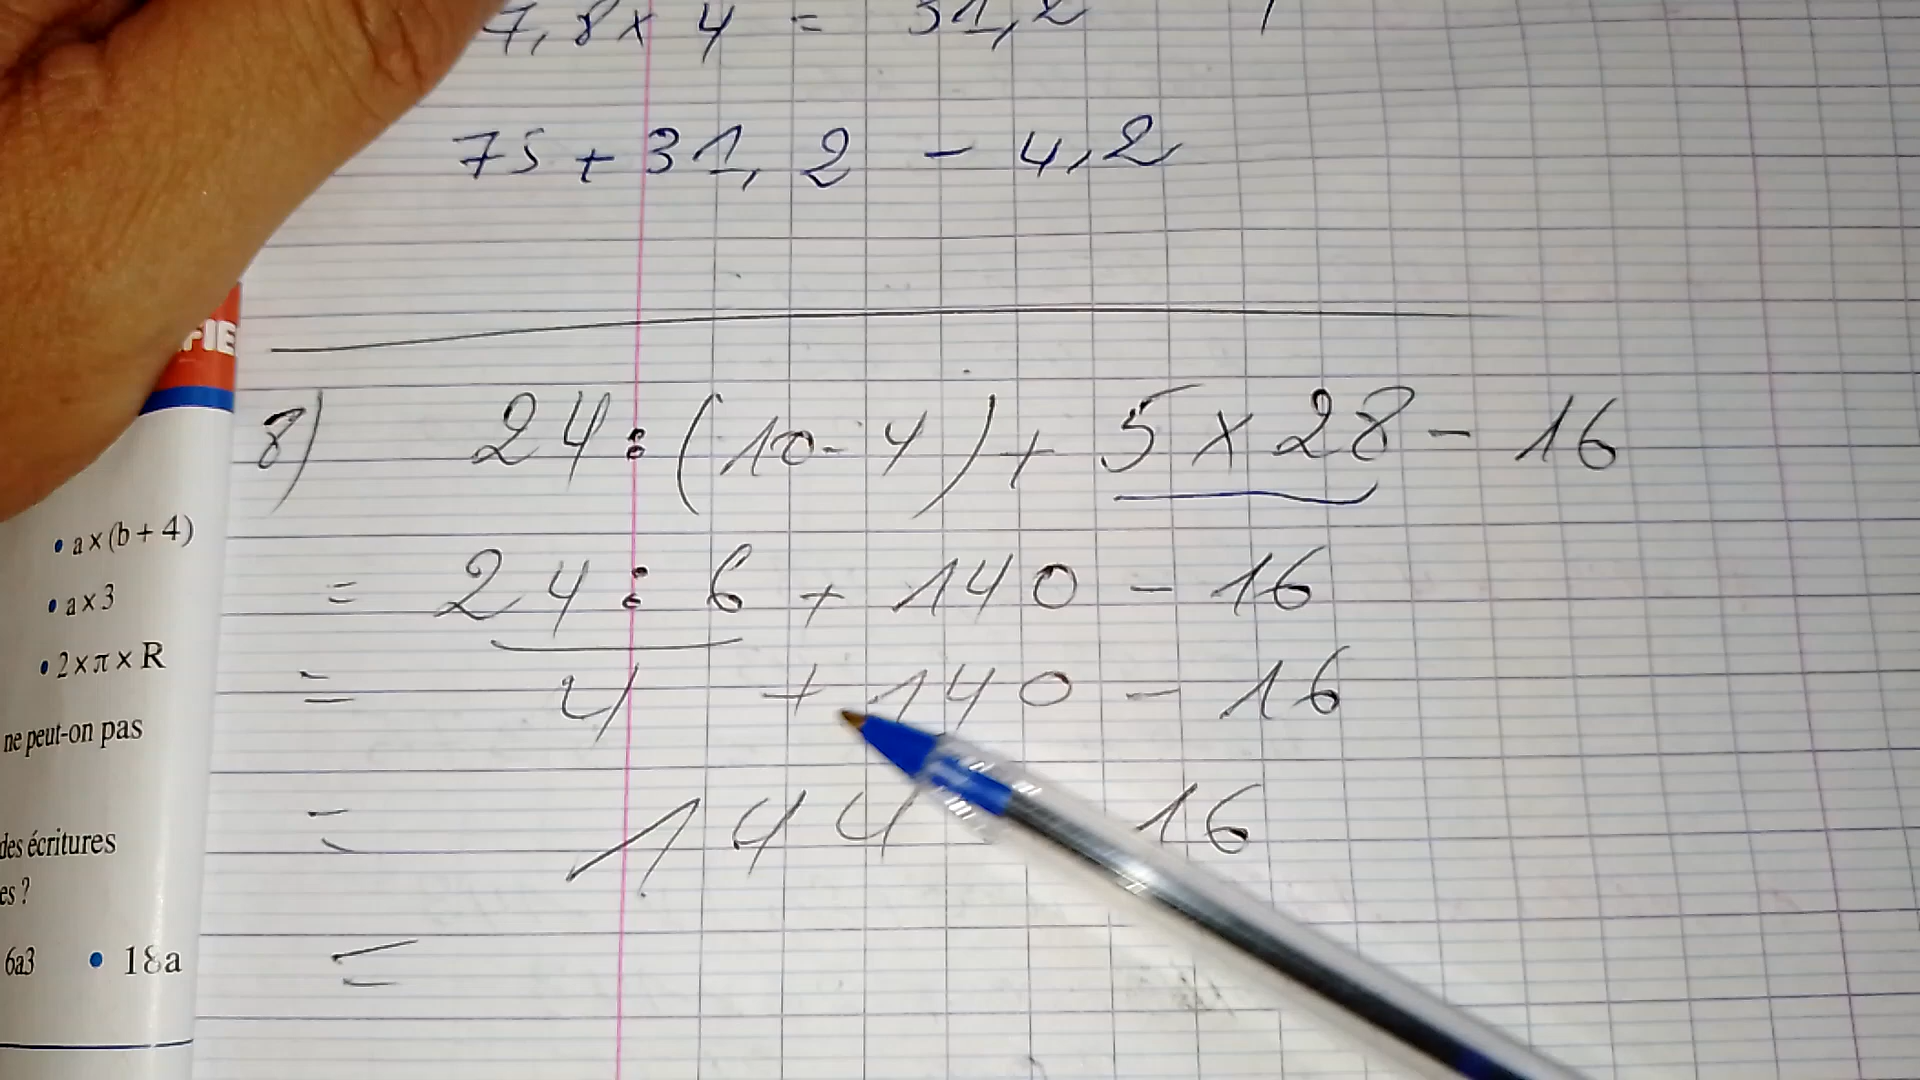 7,8 x 4 = 31,2
75 + 31,2 - 4,2
FIE
8) 24 : (10 - 4) + 5 x 28 - 16
= 24 : 6 + 140 - 16
= 4 + 140 - 16
= 144 16
=
• a × (b + 4)
• a × 3
• 2 × π × R
ne peut-on pas
des écritures
es ?
6a3 • 18a